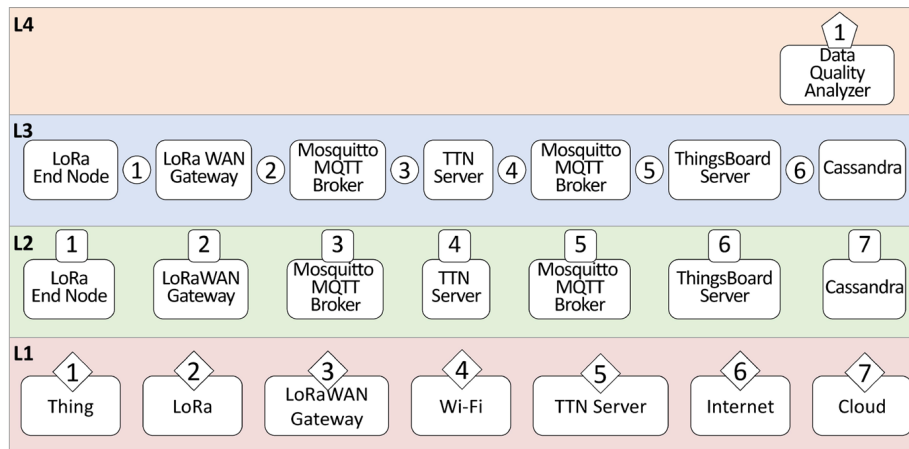 L4
1
Data
Quality
Analyzer
L3
LoRa
End Node
1
LoRa WAN
Gateway
2
Mosquitto
MQTT
Broker
3
TTN
Server
4
Mosquitto
MQTT
Broker
5
ThingsBoard
Server
6
Cassandra
L2
1
LoRa
End Node
2
LoRaWAN
Gateway
3
Mosquitto
MQTT
Broker
4
TTN
Server
5
Mosquitto
MQTT
Broker
6
ThingsBoard
Server
7
Cassandra
L1
1
Thing
2
LoRa
3
LoRaWAN
Gateway
4
Wi-Fi
5
TTN Server
6
Internet
7
Cloud